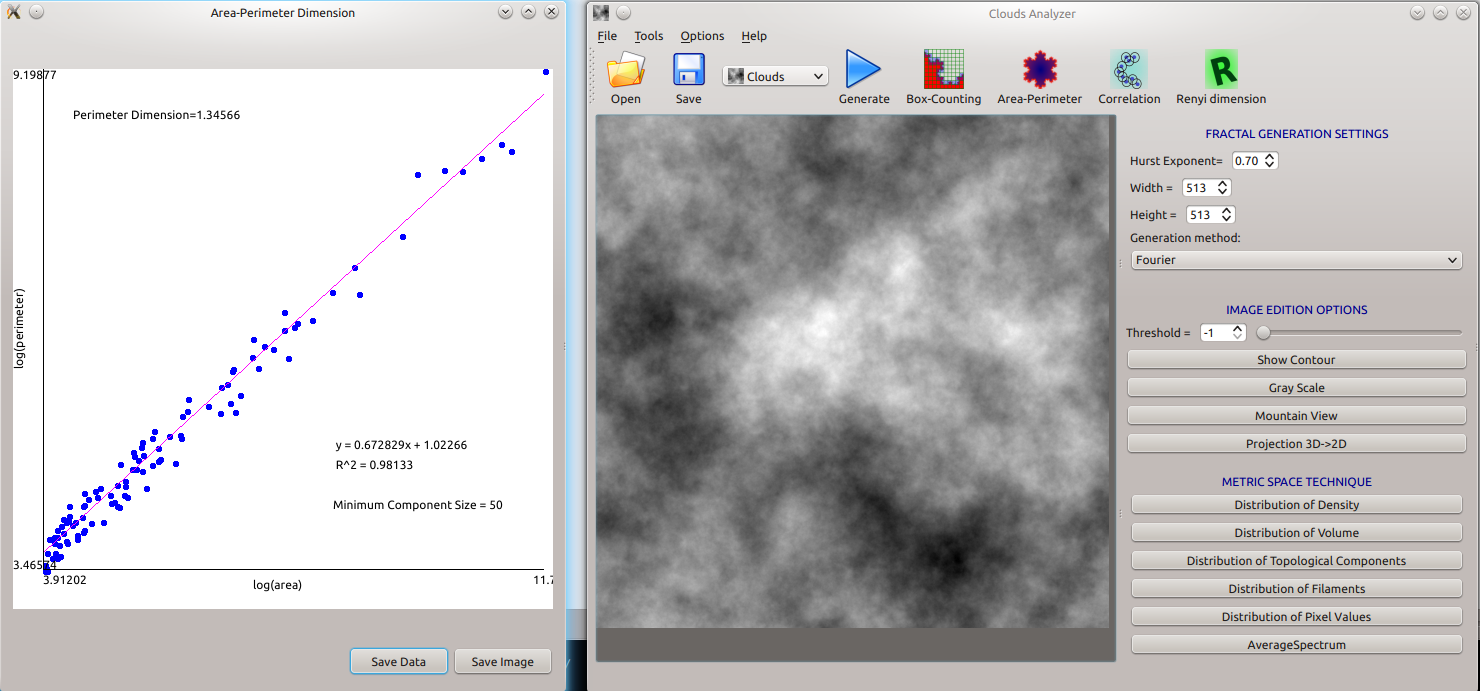 Area-Perimeter Dimension
9.19877
Perimeter Dimension=1.34566
log(perimeter)
y = 0.672829x + 1.02266
R^2 = 0.98133
Minimum Component Size = 50
3.46574
3.91202
11.7
log(area)
Save Data
Save Image
Clouds Analyzer
File Tools Options Help
Clouds
Open Save Generate Box-Counting Area-Perimeter Correlation Renyi dimension
R
FRACTAL GENERATION SETTINGS
Hurst Exponent= 0.70
Width = 513
Height = 513
Generation method:
Fourier
IMAGE EDITION OPTIONS
Threshold = -1
Show Contour
Gray Scale
Mountain View
Projection 3D->2D
METRIC SPACE TECHNIQUE
Distribution of Density
Distribution of Volume
Distribution of Topological Components
Distribution of Filaments
Distribution of Pixel Values
AverageSpectrum